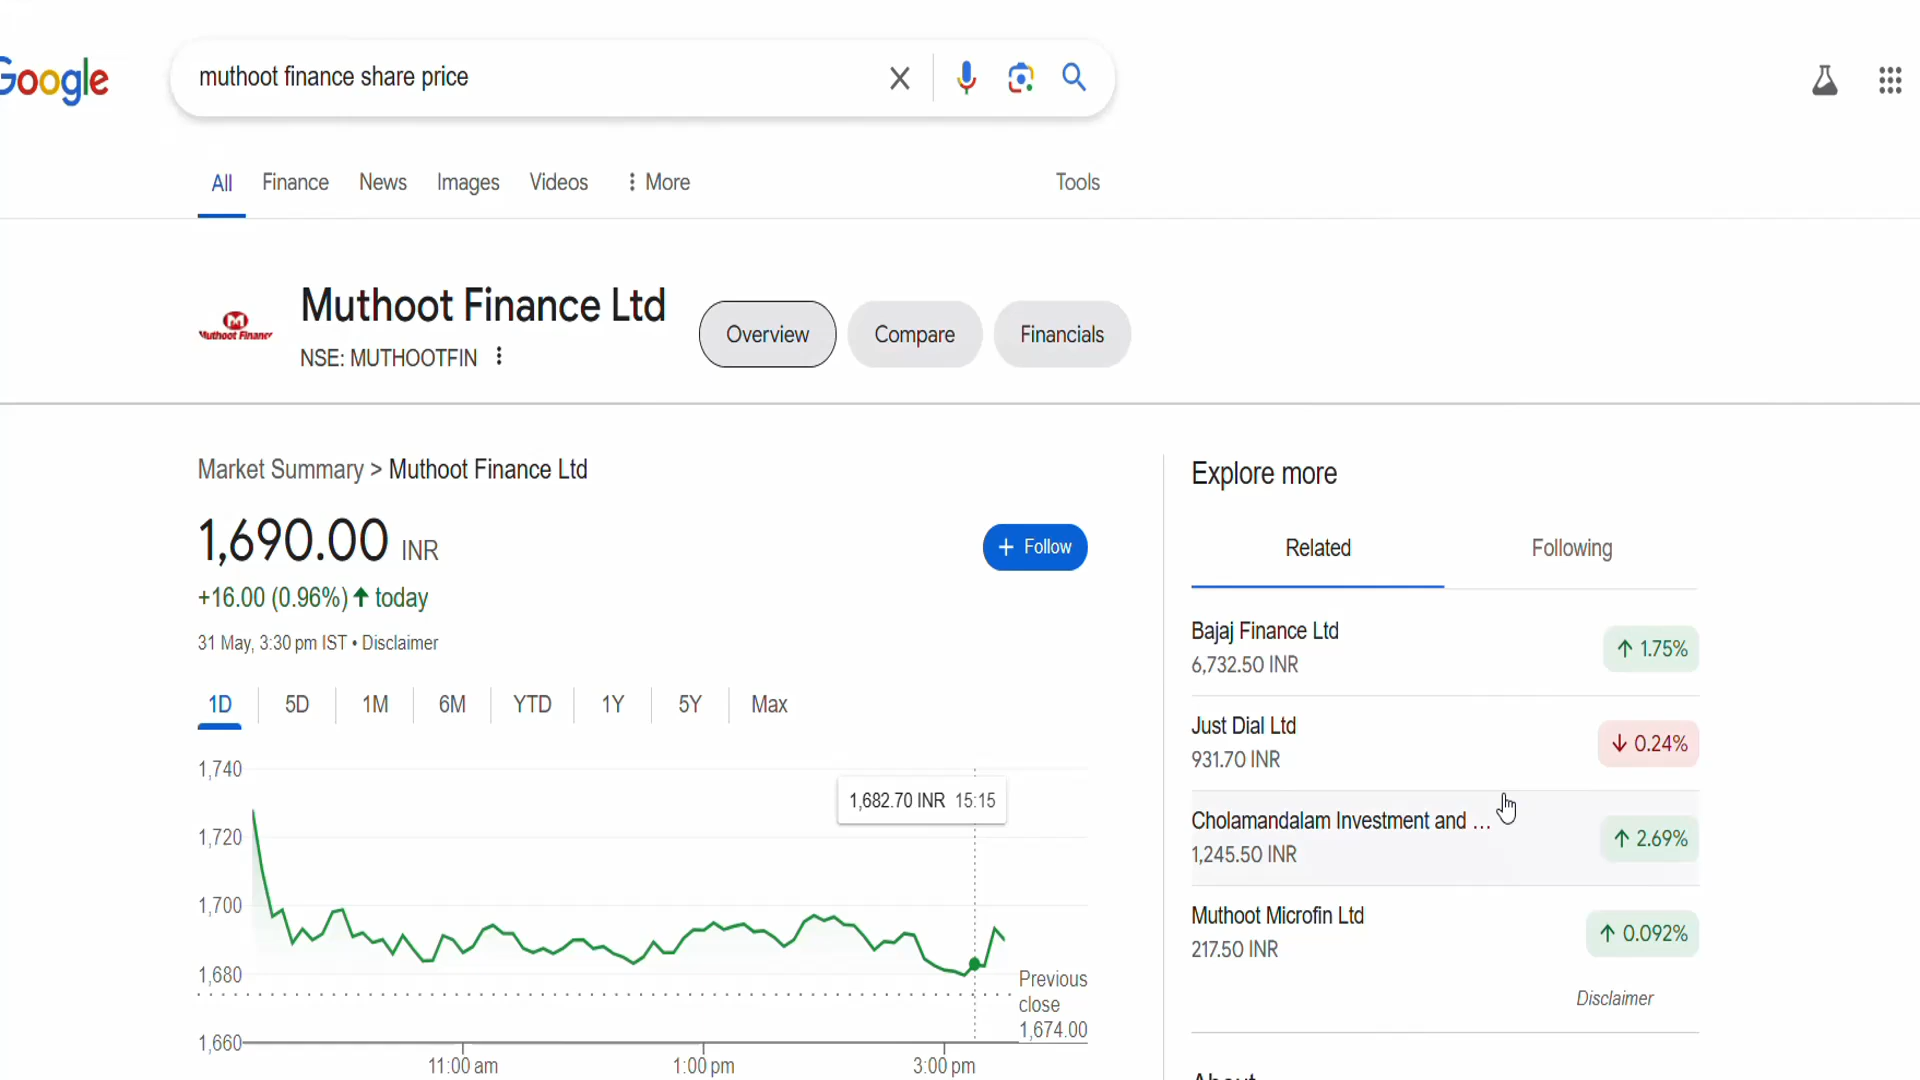 Google
muthoot finance share price
All Finance News Images Videos More Tools
Muthoot Finance
Muthoot Finance Ltd
NSE: MUTHOOTFIN
Overview Compare Financials
Market Summary > Muthoot Finance Ltd
1,690.00 INR
+ Follow
+16.00 (0.96%) ↑ today
31 May, 3:30 pm IST • Disclaimer
1D 5D 1M 6M YTD 1Y 5Y Max
1,740
1,720
1,700
1,680
1,660
1,682.70 INR 15:15
Previous
close
1,674.00
11:00 am 1:00 pm 3:00 pm
Explore more
Related Following
Bajaj Finance Ltd
6,732.50 INR
↑ 1.75%
Just Dial Ltd
931.70 INR
↓ 0.24%
Cholamandalam Investment and ...
1,245.50 INR
↑ 2.69%
Muthoot Microfin Ltd
217.50 INR
↑ 0.092%
Disclaimer